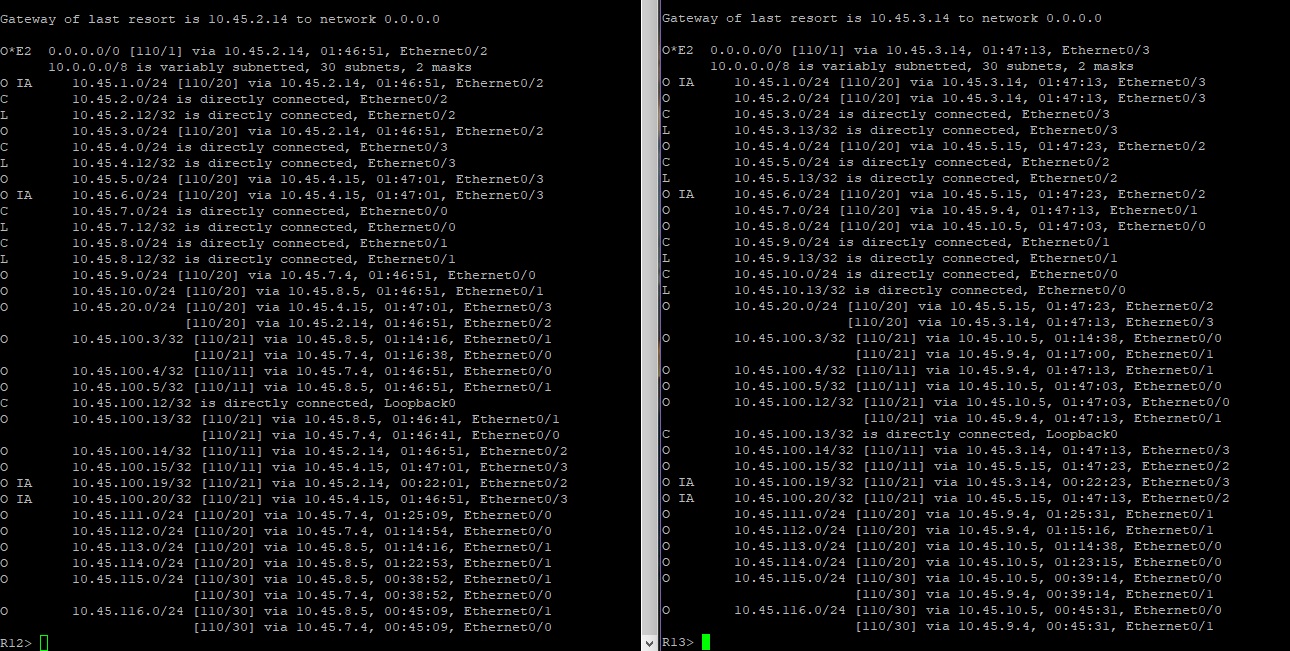 Gateway of last resort is 10.45.2.14 to network 0.0.0.0
O*E2  0.0.0.0/0 [110/1] via 10.45.2.14, 01:46:51, Ethernet0/2
      10.0.0.0/8 is variably subnetted, 30 subnets, 2 masks
O IA     10.45.1.0/24 [110/20] via 10.45.2.14, 01:46:51, Ethernet0/2
C        10.45.2.0/24 is directly connected, Ethernet0/2
L        10.45.2.12/32 is directly connected, Ethernet0/2
O        10.45.3.0/24 [110/20] via 10.45.2.14, 01:46:51, Ethernet0/2
C        10.45.4.0/24 is directly connected, Ethernet0/3
L        10.45.4.12/32 is directly connected, Ethernet0/3
O        10.45.5.0/24 [110/20] via 10.45.4.15, 01:47:01, Ethernet0/3
O IA     10.45.6.0/24 [110/20] via 10.45.4.15, 01:47:01, Ethernet0/3
C        10.45.7.0/24 is directly connected, Ethernet0/0
L        10.45.7.12/32 is directly connected, Ethernet0/0
C        10.45.8.0/24 is directly connected, Ethernet0/1
L        10.45.8.12/32 is directly connected, Ethernet0/1
O        10.45.9.0/24 [110/20] via 10.45.7.4, 01:46:51, Ethernet0/0
O        10.45.10.0/24 [110/20] via 10.45.8.5, 01:46:51, Ethernet0/1
O        10.45.20.0/24 [110/20] via 10.45.4.15, 01:47:01, Ethernet0/3
                       [110/20] via 10.45.2.14, 01:46:51, Ethernet0/2
O        10.45.100.3/32 [110/21] via 10.45.8.5, 01:14:16, Ethernet0/1
                        [110/21] via 10.45.7.4, 01:16:38, Ethernet0/0
O        10.45.100.4/32 [110/11] via 10.45.7.4, 01:46:51, Ethernet0/0
O        10.45.100.5/32 [110/11] via 10.45.8.5, 01:46:51, Ethernet0/1
C        10.45.100.12/32 is directly connected, Loopback0
O        10.45.100.13/32 [110/21] via 10.45.8.5, 01:46:41, Ethernet0/1
                         [110/21] via 10.45.7.4, 01:46:41, Ethernet0/0
O        10.45.100.14/32 [110/11] via 10.45.2.14, 01:46:51, Ethernet0/2
O        10.45.100.15/32 [110/11] via 10.45.4.15, 01:47:01, Ethernet0/3
O IA     10.45.100.19/32 [110/21] via 10.45.2.14, 00:22:01, Ethernet0/2
O IA     10.45.100.20/32 [110/21] via 10.45.4.15, 01:46:51, Ethernet0/3
O        10.45.111.0/24 [110/20] via 10.45.7.4, 01:25:09, Ethernet0/0
O        10.45.112.0/24 [110/20] via 10.45.7.4, 01:14:54, Ethernet0/0
O        10.45.113.0/24 [110/20] via 10.45.8.5, 01:14:16, Ethernet0/1
O        10.45.114.0/24 [110/20] via 10.45.8.5, 01:22:53, Ethernet0/1
O        10.45.115.0/24 [110/30] via 10.45.8.5, 00:38:52, Ethernet0/1
                        [110/30] via 10.45.7.4, 00:38:52, Ethernet0/0
O        10.45.116.0/24 [110/30] via 10.45.8.5, 00:45:09, Ethernet0/1
                        [110/30] via 10.45.7.4, 00:45:09, Ethernet0/0
R12>
Gateway of last resort is 10.45.3.14 to network 0.0.0.0
O*E2  0.0.0.0/0 [110/1] via 10.45.3.14, 01:47:13, Ethernet0/3
      10.0.0.0/8 is variably subnetted, 30 subnets, 2 masks
O IA     10.45.1.0/24 [110/20] via 10.45.3.14, 01:47:13, Ethernet0/3
O        10.45.2.0/24 [110/20] via 10.45.3.14, 01:47:13, Ethernet0/3
C        10.45.3.0/24 is directly connected, Ethernet0/3
L        10.45.3.13/32 is directly connected, Ethernet0/3
O        10.45.4.0/24 [110/20] via 10.45.5.15, 01:47:23, Ethernet0/2
C        10.45.5.0/24 is directly connected, Ethernet0/2
L        10.45.5.13/32 is directly connected, Ethernet0/2
O IA     10.45.6.0/24 [110/20] via 10.45.5.15, 01:47:23, Ethernet0/2
O        10.45.7.0/24 [110/20] via 10.45.9.4, 01:47:13, Ethernet0/1
O        10.45.8.0/24 [110/20] via 10.45.10.5, 01:47:03, Ethernet0/0
C        10.45.9.0/24 is directly connected, Ethernet0/1
L        10.45.9.13/32 is directly connected, Ethernet0/1
C        10.45.10.0/24 is directly connected, Ethernet0/0
L        10.45.10.13/32 is directly connected, Ethernet0/0
O        10.45.20.0/24 [110/20] via 10.45.5.15, 01:47:23, Ethernet0/2
                       [110/20] via 10.45.3.14, 01:47:13, Ethernet0/3
O        10.45.100.3/32 [110/21] via 10.45.10.5, 01:14:38, Ethernet0/0
                        [110/21] via 10.45.9.4, 01:17:00, Ethernet0/1
O        10.45.100.4/32 [110/11] via 10.45.9.4, 01:47:13, Ethernet0/1
O        10.45.100.5/32 [110/11] via 10.45.10.5, 01:47:03, Ethernet0/0
O        10.45.100.12/32 [110/21] via 10.45.10.5, 01:47:03, Ethernet0/0
                         [110/21] via 10.45.9.4, 01:47:13, Ethernet0/1
C        10.45.100.13/32 is directly connected, Loopback0
O        10.45.100.14/32 [110/11] via 10.45.3.14, 01:47:13, Ethernet0/3
O        10.45.100.15/32 [110/11] via 10.45.5.15, 01:47:23, Ethernet0/2
O IA     10.45.100.19/32 [110/21] via 10.45.3.14, 00:22:23, Ethernet0/3
O IA     10.45.100.20/32 [110/21] via 10.45.5.15, 01:47:13, Ethernet0/2
O        10.45.111.0/24 [110/20] via 10.45.9.4, 01:25:31, Ethernet0/1
O        10.45.112.0/24 [110/20] via 10.45.9.4, 01:15:16, Ethernet0/1
O        10.45.113.0/24 [110/20] via 10.45.10.5, 01:14:38, Ethernet0/0
O        10.45.114.0/24 [110/20] via 10.45.10.5, 01:23:15, Ethernet0/0
O        10.45.115.0/24 [110/30] via 10.45.10.5, 00:39:14, Ethernet0/0
                        [110/30] via 10.45.9.4, 00:39:14, Ethernet0/1
O        10.45.116.0/24 [110/30] via 10.45.10.5, 00:45:31, Ethernet0/0
                        [110/30] via 10.45.9.4, 00:45:31, Ethernet0/1
R13>